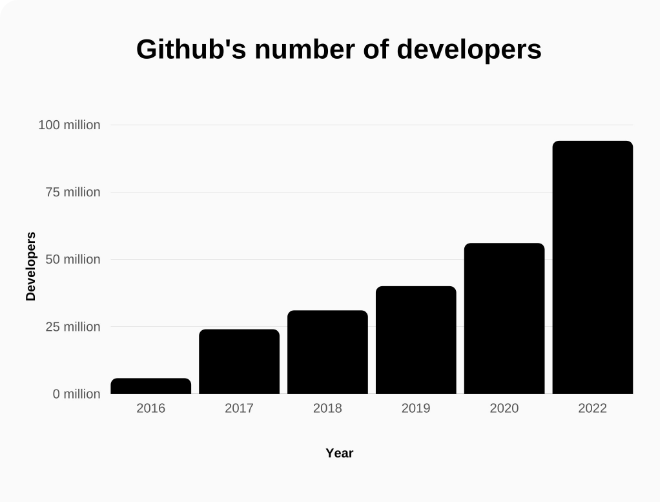 Github's number of developers
100 million
75 million
50 million
25 million
0 million
Developers
2016
2017
2018
2019
2020
2022
Year